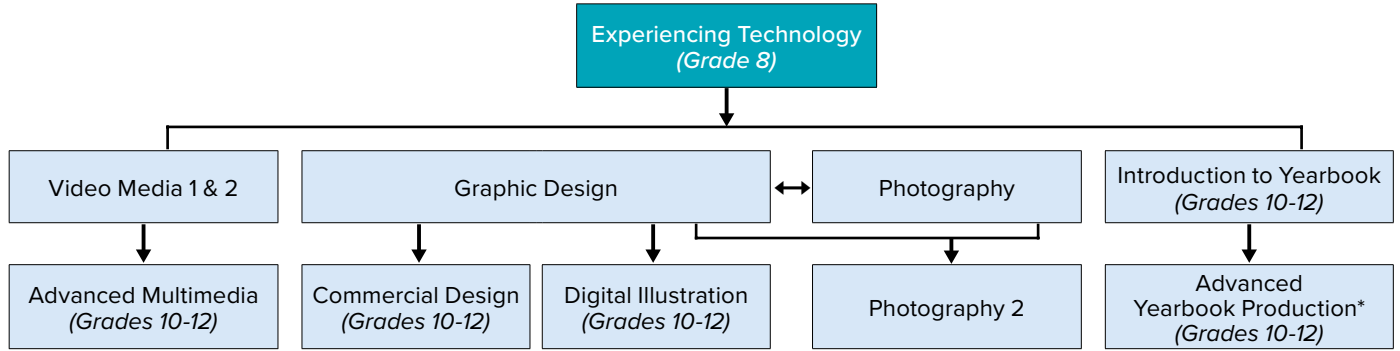 Experiencing Technology
(Grade 8)
Video Media 1 & 2
Graphic Design
Photography
Introduction to Yearbook
(Grades 10-12)
Advanced Multimedia
(Grades 10-12)
Commercial Design
(Grades 10-12)
Digital Illustration
(Grades 10-12)
Photography 2
Advanced
Yearbook Production*
(Grades 10-12)